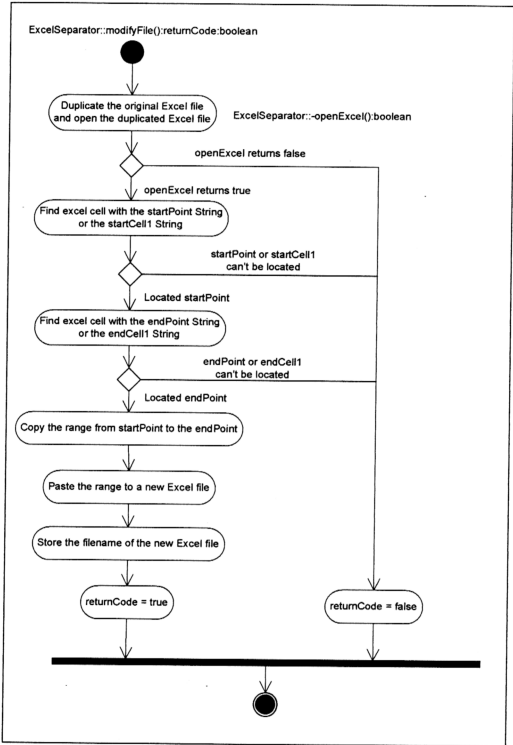 ExcelSeparator::modifyFile():returnCode:boolean
Duplicate the original Excel file
and open the duplicated Excel file
ExcelSeparator::-openExcel():boolean
openExcel returns false
openExcel returns true
Find excel cell with the startPoint String
or the startCell1 String
startPoint or startCell1
can't be located
Located startPoint
Find excel cell with the endPoint String
or the endCell1 String
endPoint or endCell1
can't be located
Located endPoint
Copy the range from startPoint to the endPoint
Paste the range to a new Excel file
Store the filename of the new Excel file
returnCode = true
returnCode = false